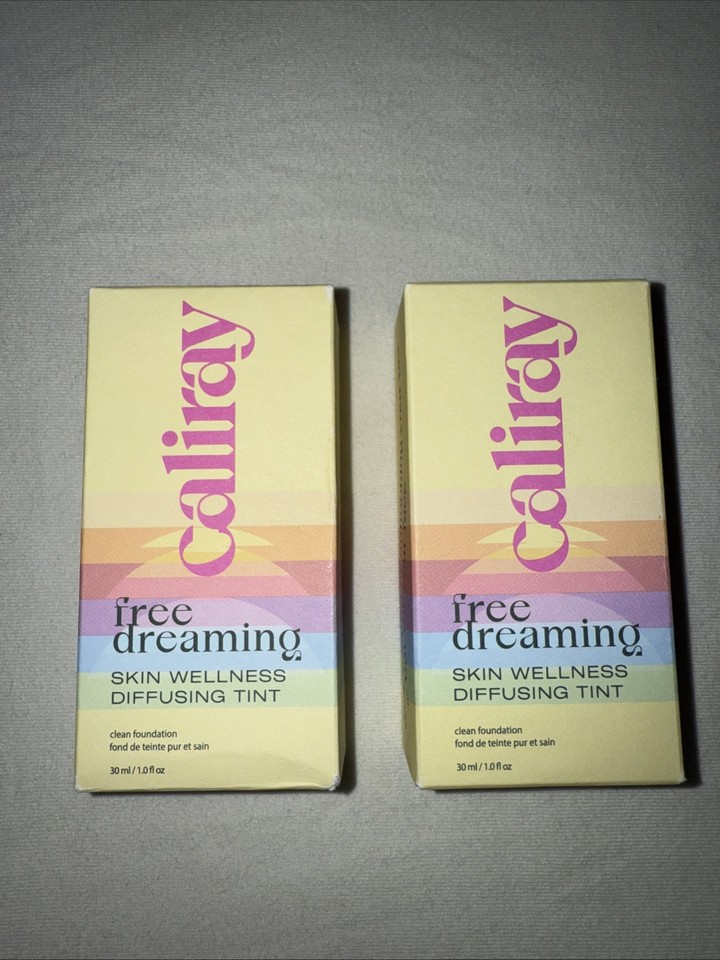 caliray
free
dreaming
SKIN WELLNESS
DIFFUSING TINT
clean foundation
fond de teinte pur et sain
30 ml / 1.0 fl oz
caliray
free
dreaming
SKIN WELLNESS
DIFFUSING TINT
clean foundation
fond de teinte pur et sain
30 ml / 1.0 fl oz